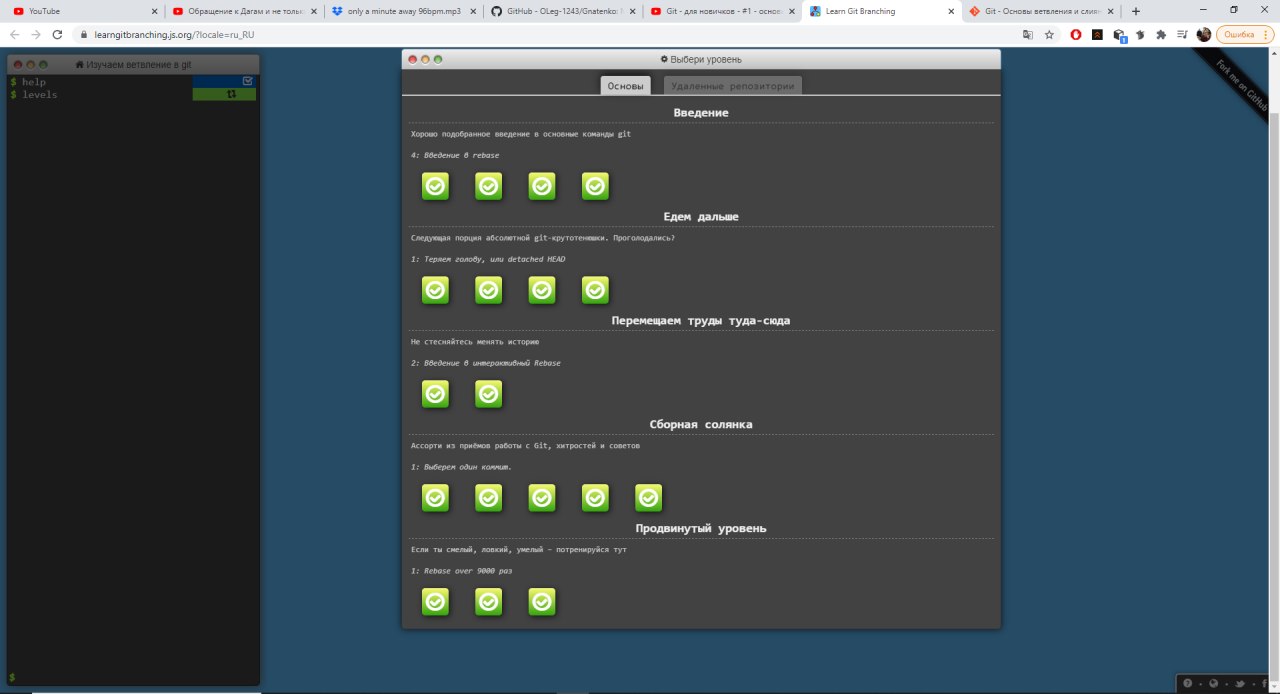 YouTube
Обращение к Дагам и не только
only a minute away 96bpm.mp3
GitHub - OLeg-1243/Gnatenko:
Git - для новичков - #1 - основ
Learn Git Branching
Git - Основы ветвления и слиян
learngitbranching.js.org/?locale=ru_RU
1
Ошибка
Изучаем ветвление в git
$ help
$ levels
$
Выбери уровень
Основы
Удаленные репозитории
Введение
Хорошо подобранное введение в основные команды git
4: Введение в rebase
Едем дальше
Следующая порция абсолютной git-крутотенюшки. Проголодались?
1: Теряем голову, или detached HEAD
Перемещаем труды туда-сюда
Не стесняйтесь менять историю
2: Введение в интерактивный Rebase
Сборная солянка
Ассорти из приёмов работы с Git, хитростей и советов
1: Выберем один коммит.
Продвинутый уровень
Если ты смелый, ловкий, умелый – потренируйся тут
1: Rebase over 9000 раз
Fork me on GitHub